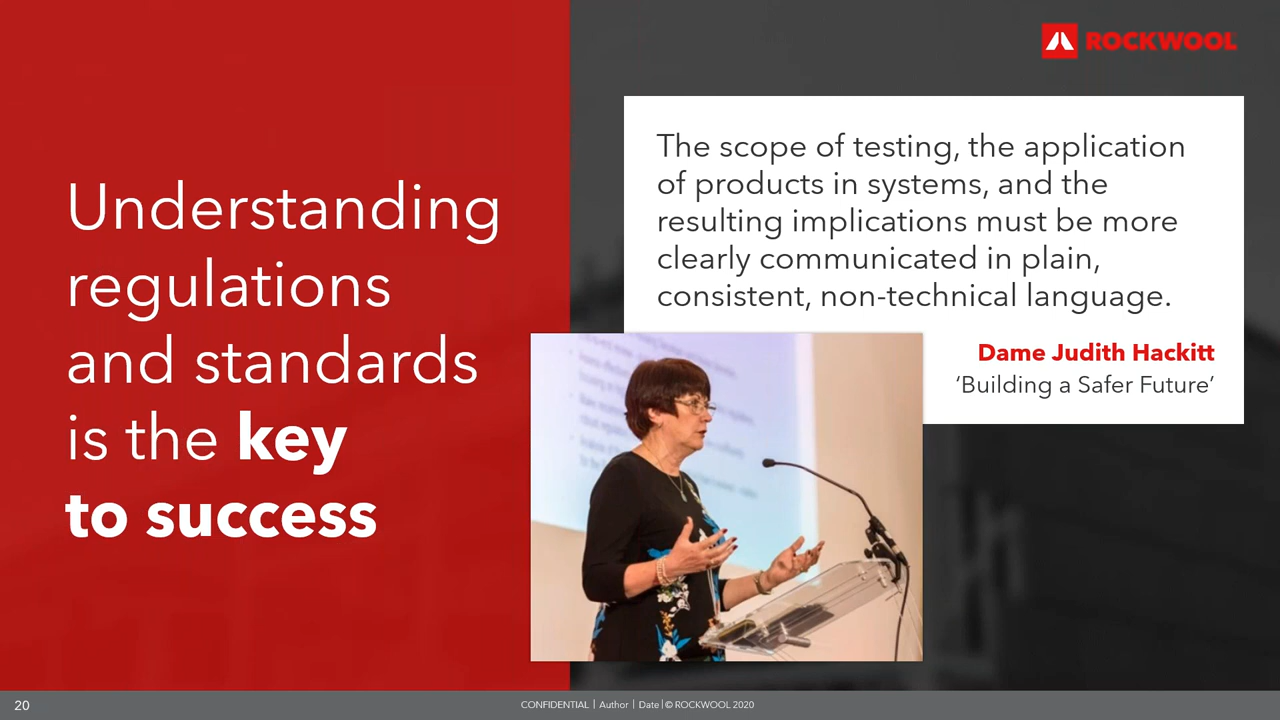 ROCKWOOL
Understanding
regulations
and standards
is the key
to success
The scope of testing, the application
of products in systems, and the
resulting implications must be more
clearly communicated in plain,
consistent, non-technical language.
Dame Judith Hackitt
‘Building a Safer Future’
20
CONFIDENTIAL | Author | Date | © ROCKWOOL 2020